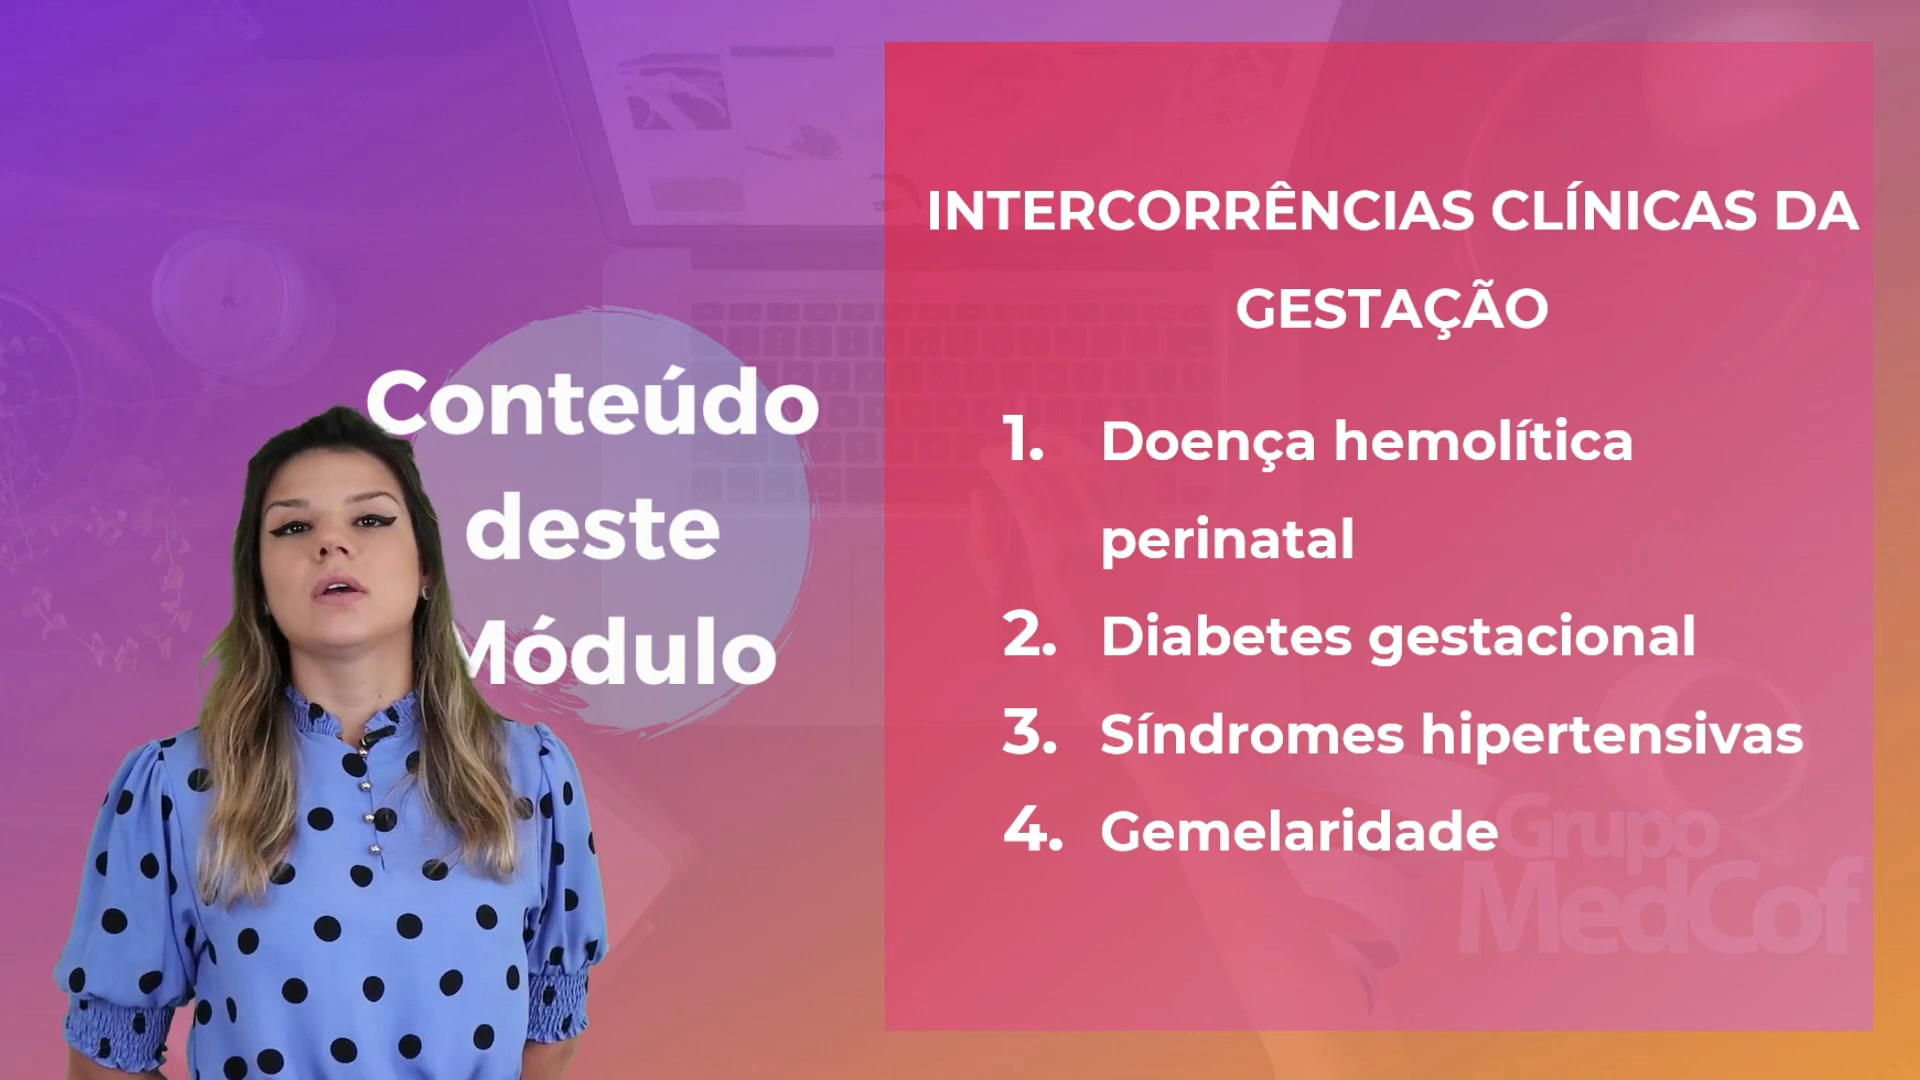 Conteúdo
deste
Módulo
INTERCORRÊNCIAS CLÍNICAS DA
GESTAÇÃO
1. Doença hemolítica
perinatal
2. Diabetes gestacional
3. Síndromes hipertensivas
4. Gemelaridade
Grupo
MedCof